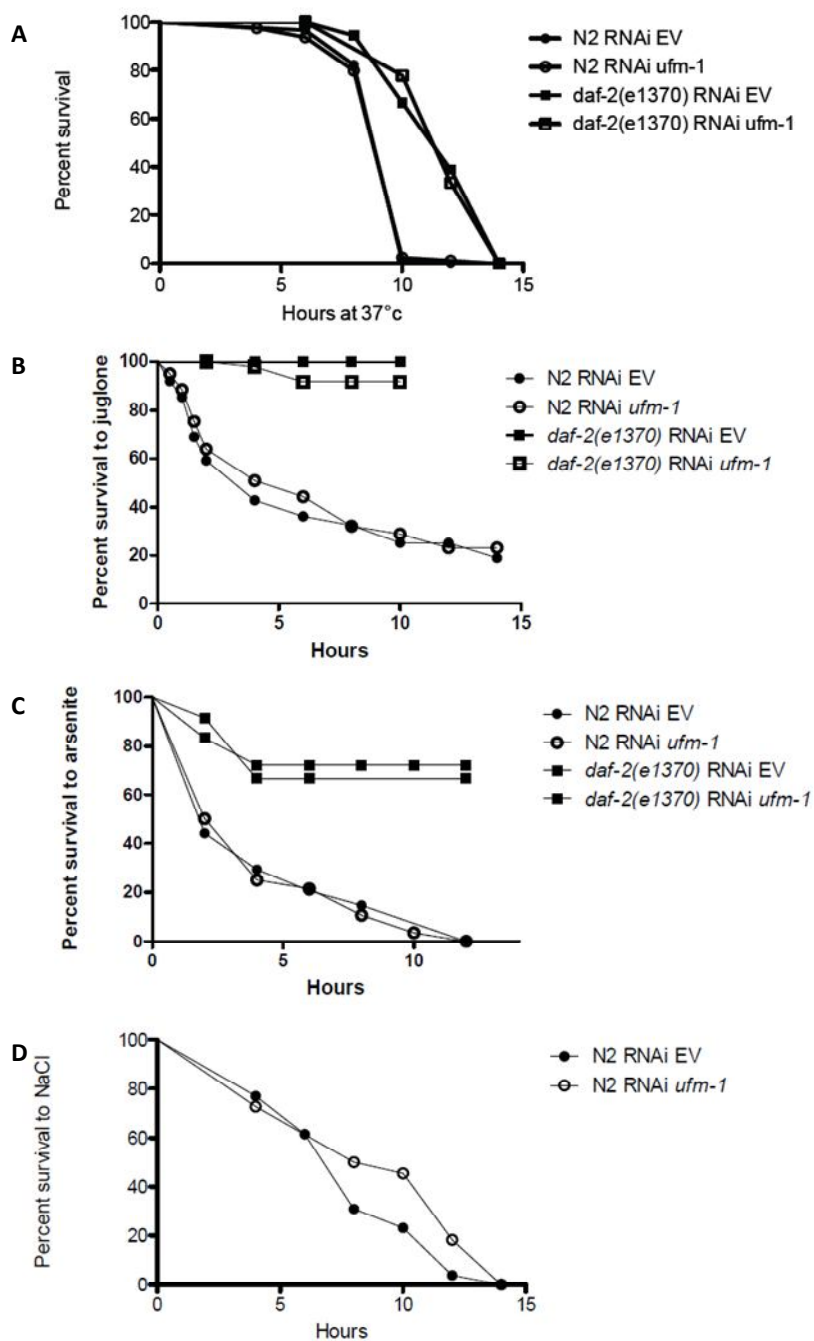 A
Percent survival
100
80
60
40
20
0
0
5
10
15
Hours at 37°c
N2 RNAi EV
N2 RNAi ufm-1
daf-2(e1370) RNAi EV
daf-2(e1370) RNAi ufm-1
B
Percent survival to juglone
100
80
60
40
20
0
0
5
10
15
Hours
N2 RNAi EV
N2 RNAi ufm-1
daf-2(e1370) RNAi EV
daf-2(e1370) RNAi ufm-1
C
Percent survival to arsenite
100
80
60
40
20
0
0
5
10
Hours
N2 RNAi EV
N2 RNAi ufm-1
daf-2(e1370) RNAi EV
daf-2(e1370) RNAi ufm-1
D
Percent survival to NaCl
100
80
60
40
20
0
0
5
10
15
Hours
N2 RNAi EV
N2 RNAi ufm-1